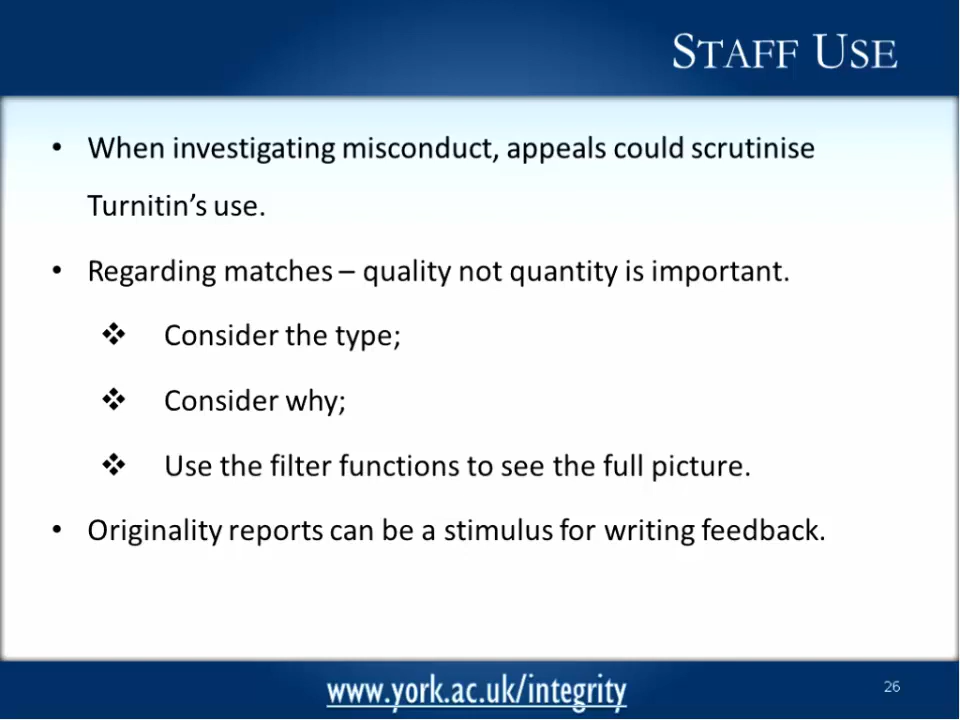 STAFF USE
• When investigating misconduct, appeals could scrutinise
Turnitin’s use.
• Regarding matches – quality not quantity is important.
❖ Consider the type;
❖ Consider why;
❖ Use the filter functions to see the full picture.
• Originality reports can be a stimulus for writing feedback.
www.york.ac.uk/integrity
26